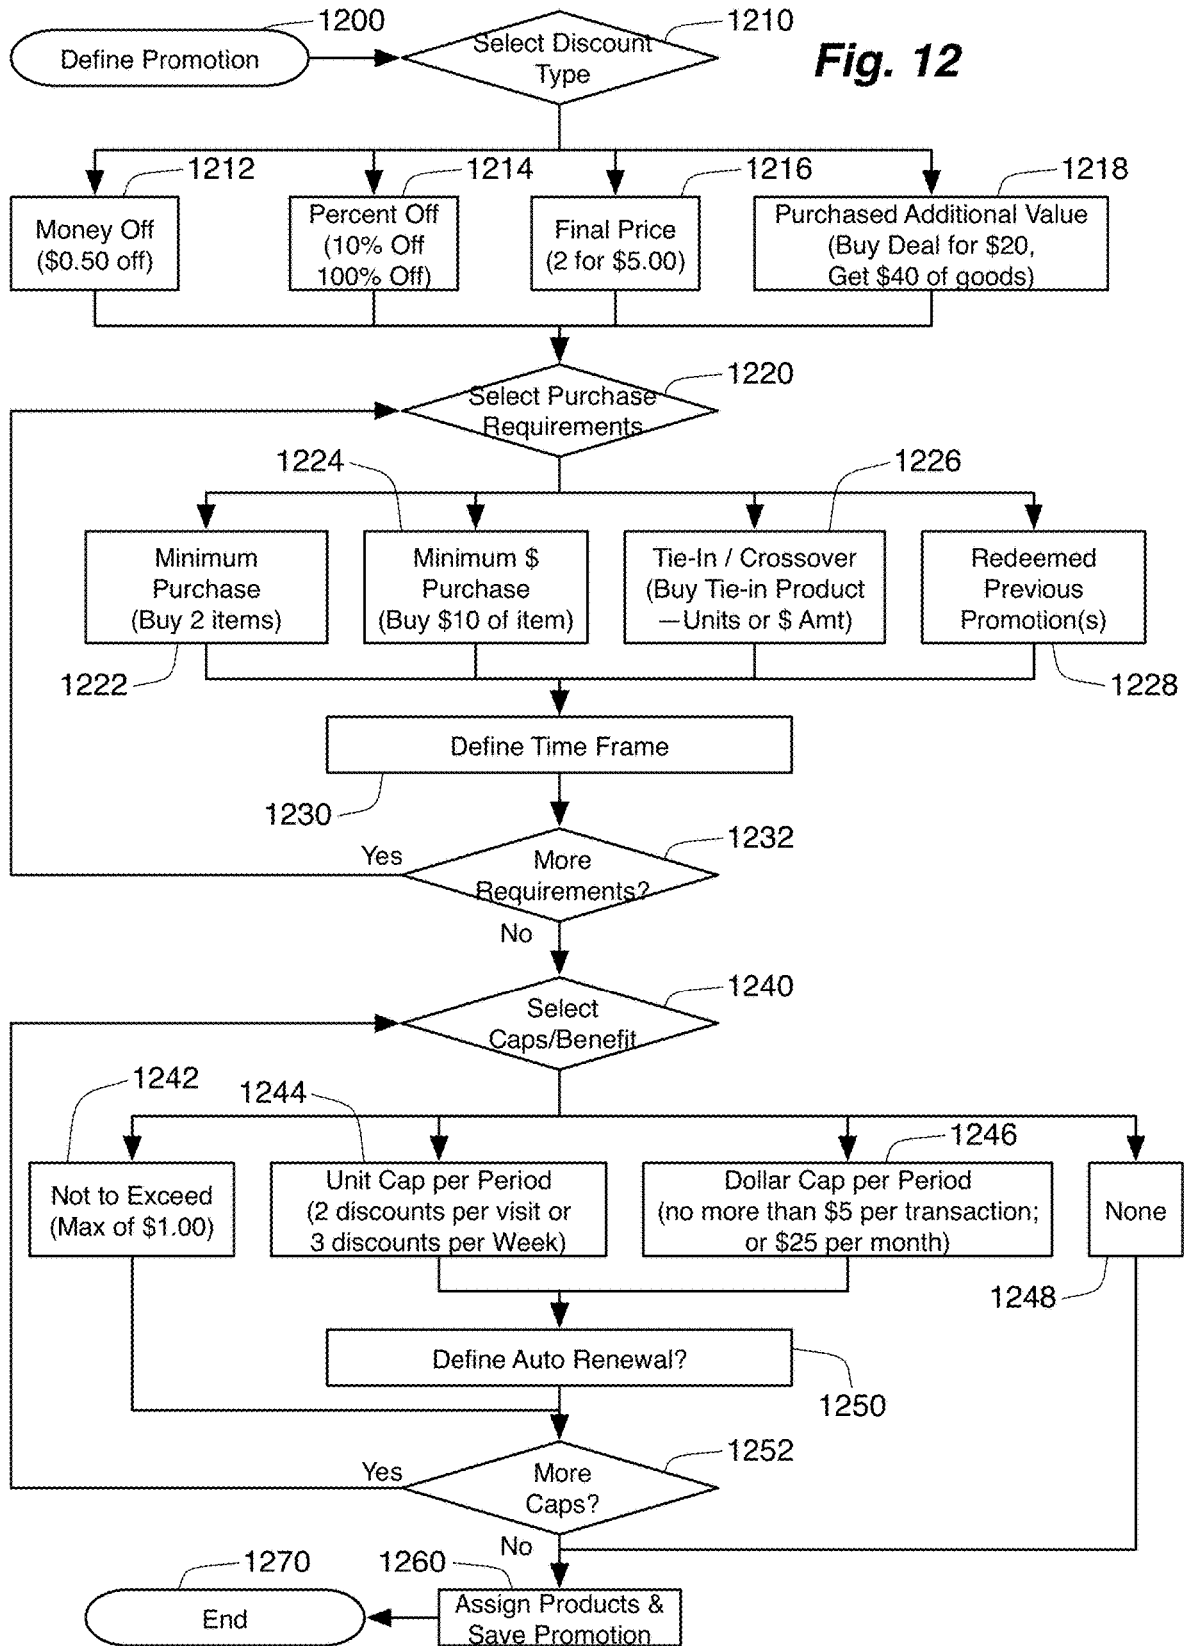 1200
Define Promotion
1210
Select Discount
Type
Fig. 12
1212
1214
1216
1218
Money Off
($0.50 off)
Percent Off
(10% Off
100% Off)
Final Price
(2 for $5.00)
Purchased Additional Value
(Buy Deal for $20,
Get $40 of goods)
1220
Select Purchase
Requirements
1224
1226
Minimum
Purchase
(Buy 2 items)
Minimum $
Purchase
(Buy $10 of item)
Tie-In / Crossover
(Buy Tie-in Product
—Units or $ Amt)
Redeemed
Previous
Promotion(s)
1222
1228
Define Time Frame
1230
1232
Yes
More
Requirements?
No
1240
Select
Caps/Benefit
1242
1244
1246
Not to Exceed
(Max of $1.00)
Unit Cap per Period
(2 discounts per visit or
3 discounts per Week)
Dollar Cap per Period
(no more than $5 per transaction;
or $25 per month)
None
1248
Define Auto Renewal?
1250
1252
Yes
More
Caps?
No
1270
1260
End
Assign Products &
Save Promotion